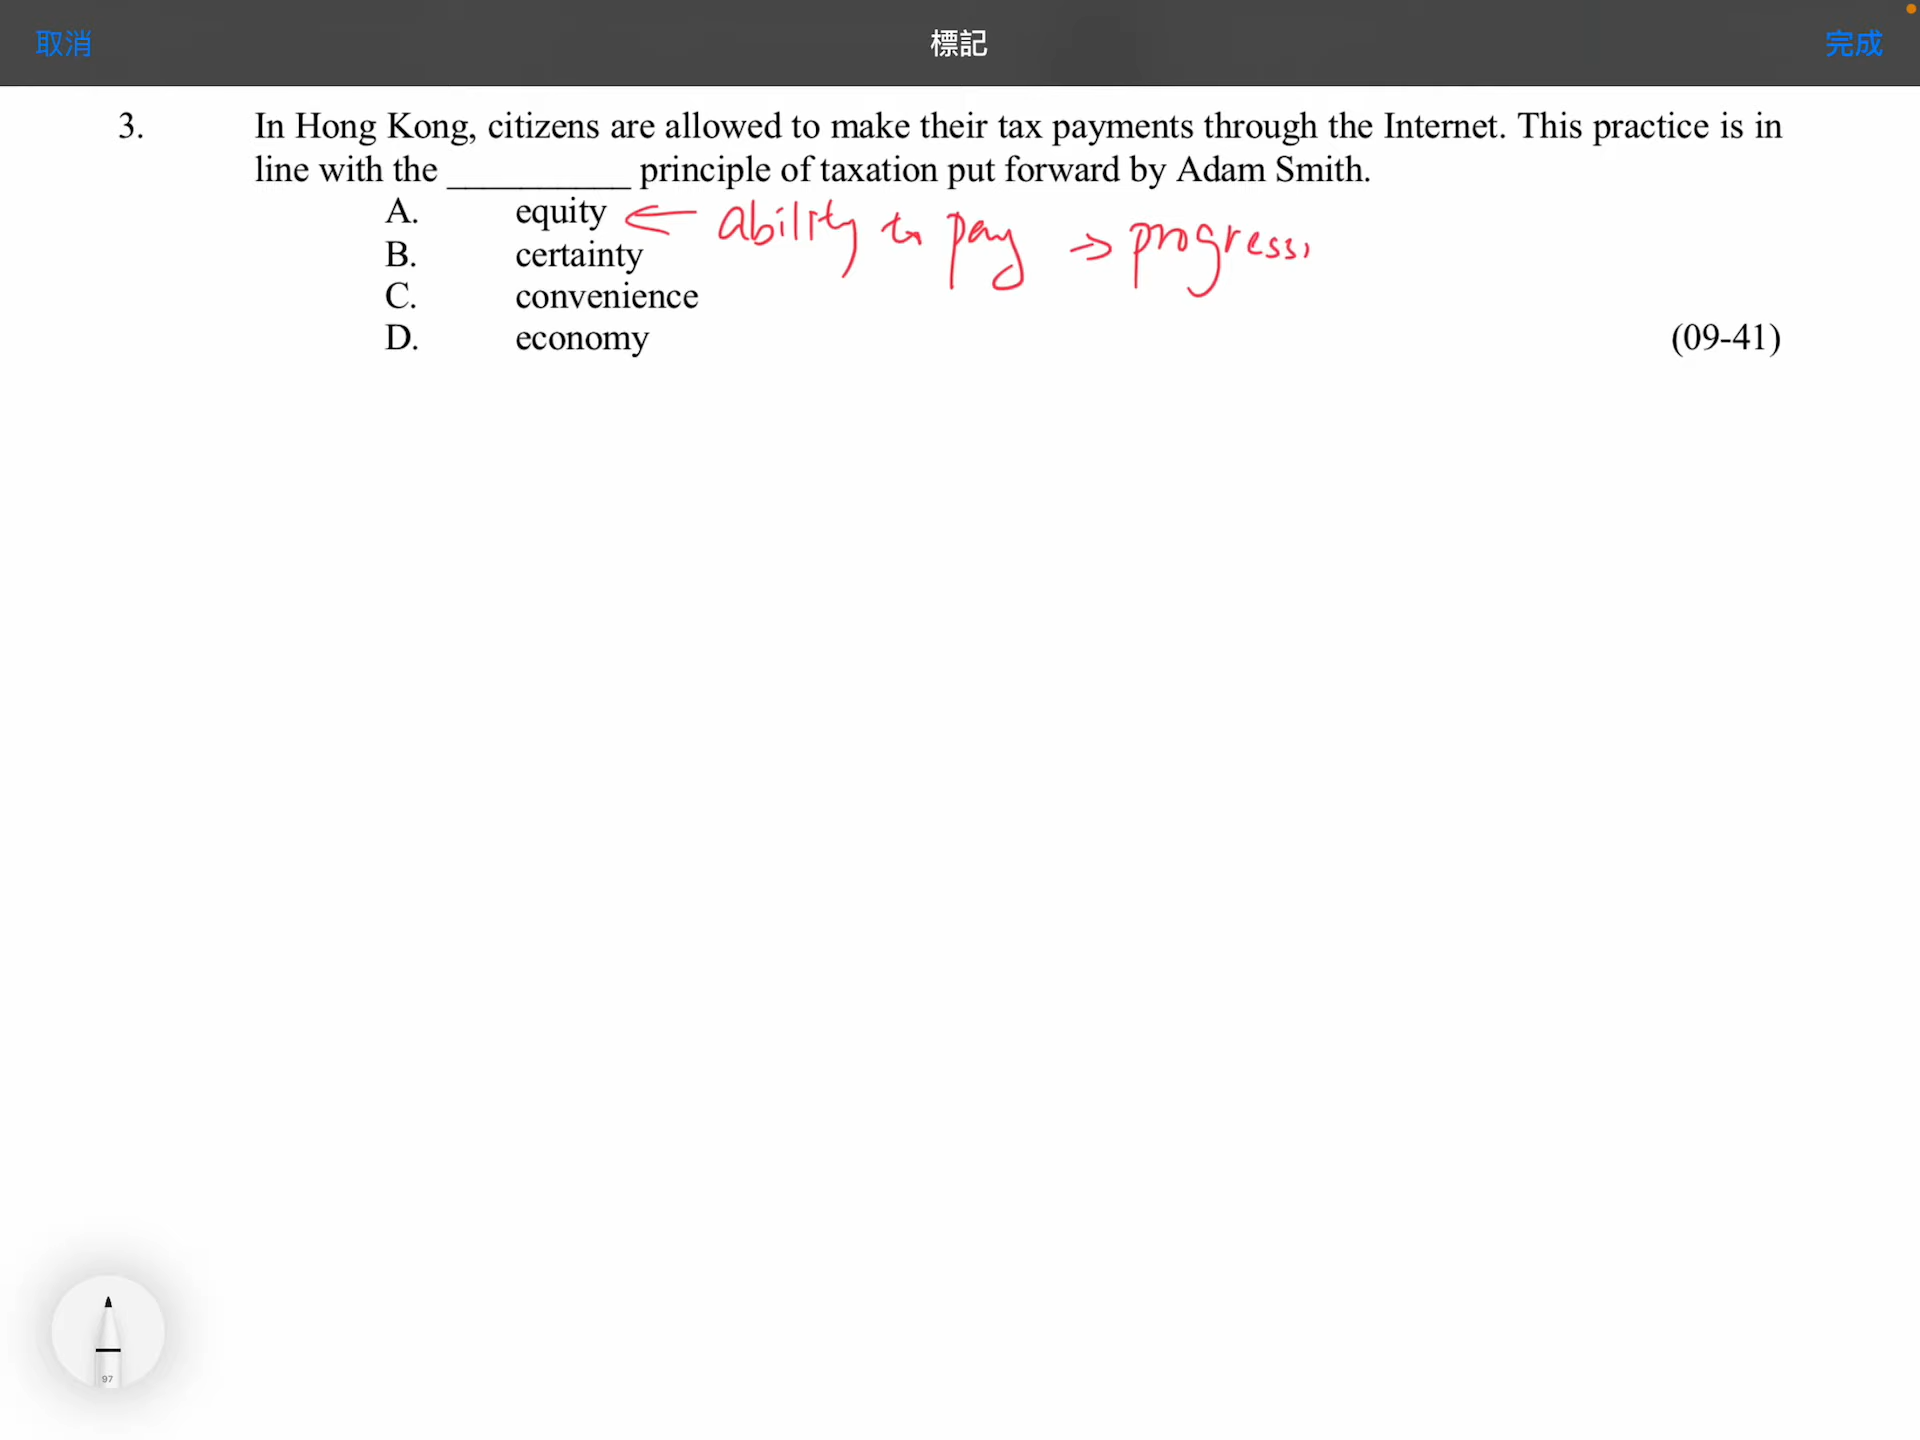 取消 標記 完成
3. In Hong Kong, citizens are allowed to make their tax payments through the Internet. This practice is in
line with the __________ principle of taxation put forward by Adam Smith.
A. equity ← ability to pay → progress
B. certainty
C. convenience
D. economy (09-41)
97